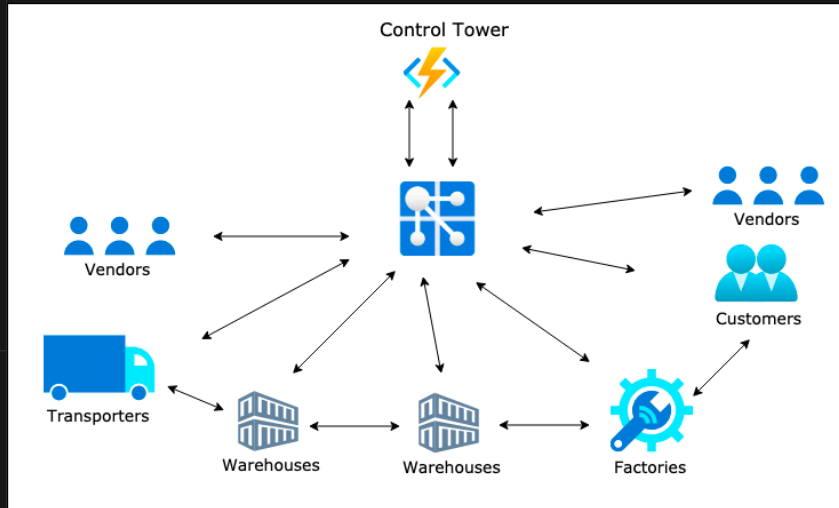 Control Tower
Vendors
Vendors
Customers
Transporters
Warehouses
Warehouses
Factories